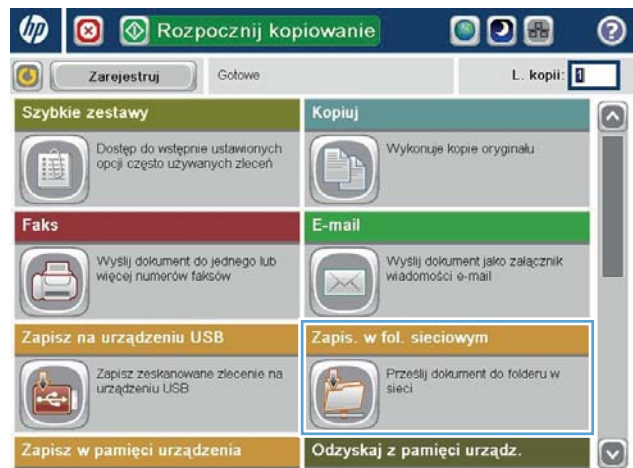 hp
Rozpocznij kopiowanie
?
Zarejestruj
Gotowe
L. kopii: 1
Szybkie zestawy
Kopiuj
Dostęp do wstępnie ustawionych
opcji często używanych zleceń
Wykonuje kopie oryginału
Faks
E-mail
Wyślij dokument do jednego lub
więcej numerów faksów
Wyślij dokument jako załącznik
wiadomości e-mail
Zapisz na urządzeniu USB
Zapis. w fol. sieciowym
Zapisz zeskanowane zlecenie na
urządzeniu USB
Prześlij dokument do folderu w
sieci
Zapisz w pamięci urządzenia
Odzyskaj z pamięci urządz.